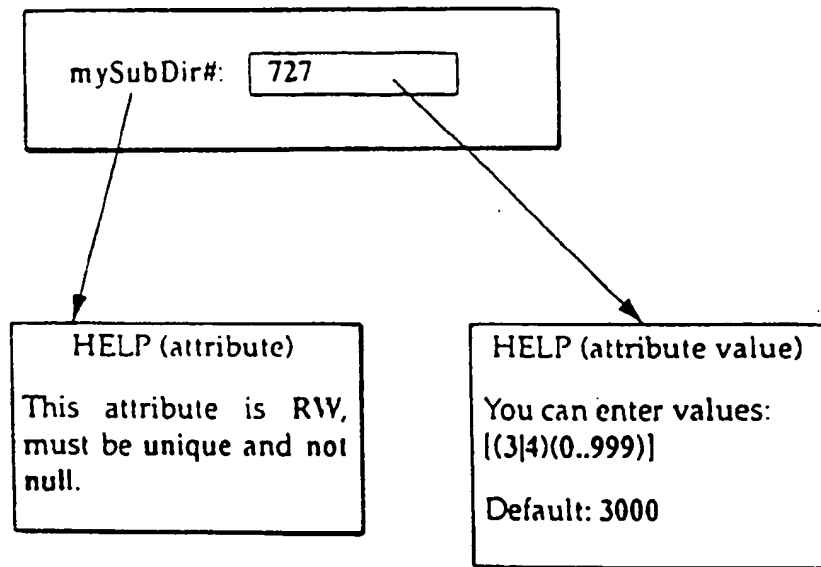 mySubDir#: 727
HELP (attribute)
This attribute is RW,
must be unique and not
null.
HELP (attribute value)
You can enter values:
[(3|4)(0..999)]
Default: 3000